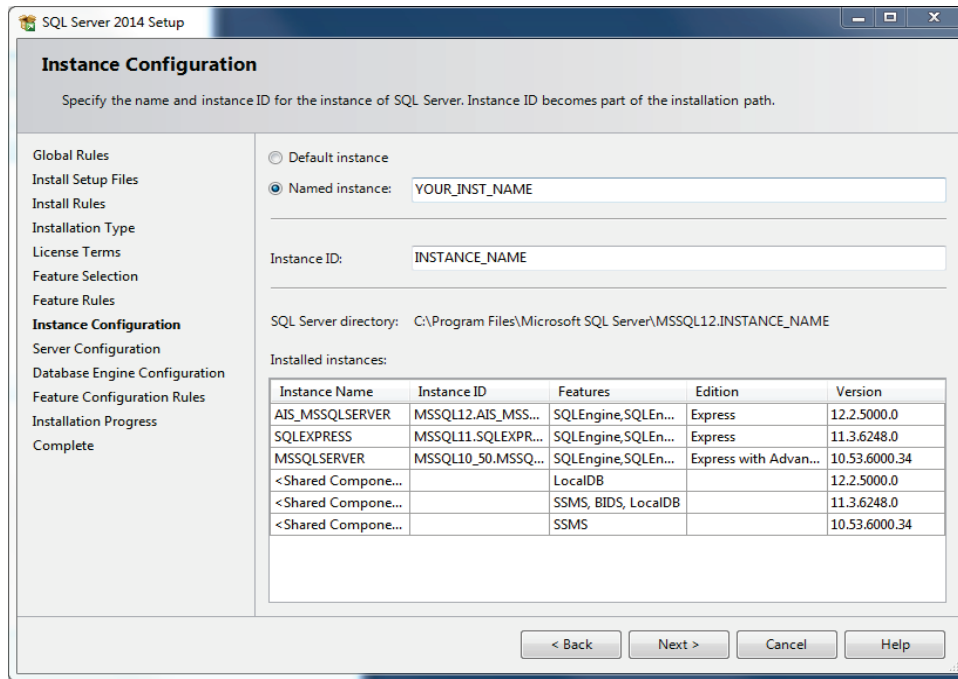 SQL Server 2014 Setup
Instance Configuration
Specify the name and instance ID for the instance of SQL Server. Instance ID becomes part of the installation path.
Global Rules
Install Setup Files
Install Rules
Installation Type
License Terms
Feature Selection
Feature Rules
Instance Configuration
Server Configuration
Database Engine Configuration
Feature Configuration Rules
Installation Progress
Complete
Default instance
Named instance: YOUR_INST_NAME
Instance ID: INSTANCE_NAME
SQL Server directory: C:\Program Files\Microsoft SQL Server\MSSQL12.INSTANCE_NAME
Installed instances:
Instance Name Instance ID Features Edition Version
AIS_MSSQLSERVER MSSQL12.AIS_MSS... SQLEngine,SQLEn... Express 12.2.5000.0
SQLEXPRESS MSSQL11.SQLEXPR... SQLEngine,SQLEn... Express 11.3.6248.0
MSSQLSERVER MSSQL10_50.MSSQ... SQLEngine,SQLEn... Express with Advan... 10.53.6000.34
<Shared Compone... LocalDB 12.2.5000.0
<Shared Compone... SSMS, BIDS, LocalDB 11.3.6248.0
<Shared Compone... SSMS 10.53.6000.34
< Back Next > Cancel Help